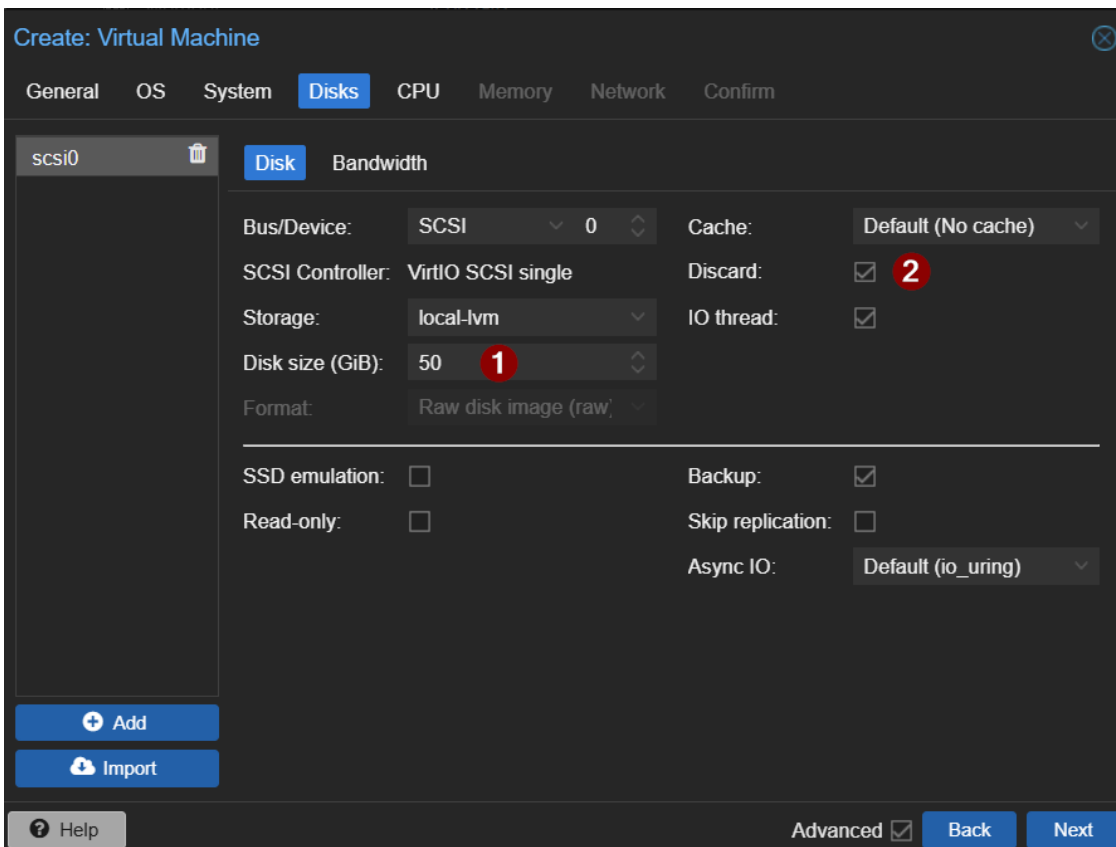 Create: Virtual Machine
General OS System Disks CPU Memory Network Confirm
scsi0
Disk Bandwidth
Bus/Device: SCSI 0 Cache: Default (No cache)
SCSI Controller: VirtIO SCSI single Discard: 2
Storage: local-lvm IO thread:
Disk size (GiB): 50 1
Format: Raw disk image (raw)
SSD emulation: Backup:
Read-only: Skip replication:
Async IO: Default (io_uring)
Add
Import
Help Advanced Back Next